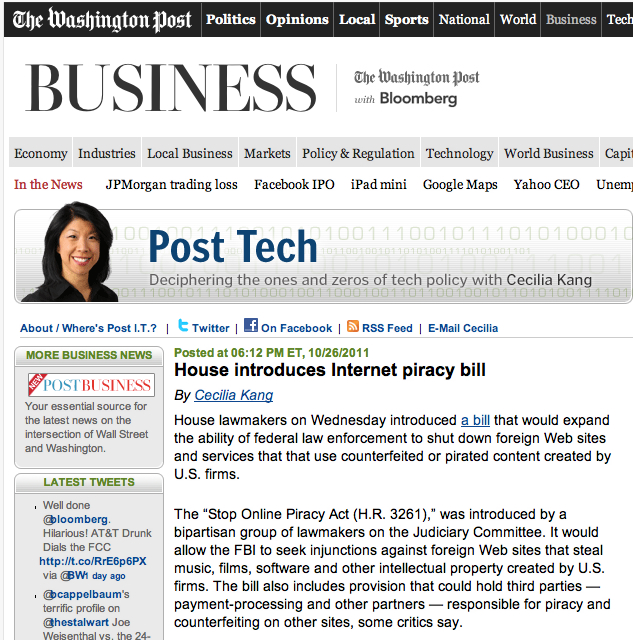 The Washington Post Politics Opinions Local Sports National World Business Tech
BUSINESS
The Washington Post
with Bloomberg
Economy Industries Local Business Markets Policy & Regulation Technology World Business Capit
In the News JPMorgan trading loss Facebook IPO iPad mini Google Maps Yahoo CEO Unemp
Post Tech
Deciphering the ones and zeros of tech policy with Cecilia Kang
About / Where's Post I.T.? | Twitter | On Facebook | RSS Feed | E-Mail Cecilia
MORE BUSINESS NEWS
NEW POSTBUSINESS
Your essential source for
the latest news on the
intersection of Wall Street
and Washington.
LATEST TWEETS
Well done
@bloomberg.
Hilarious! AT&T Drunk
Dials the FCC
http://t.co/RrE6p6PX
via @BW 1 day ago
@bcappelbaum's
terrific profile on
@thestalwart Joe
Weisenthal vs. the 24-
Posted at 06:12 PM ET, 10/26/2011
House introduces Internet piracy bill
By Cecilia Kang
House lawmakers on Wednesday introduced a bill that would expand
the ability of federal law enforcement to shut down foreign Web sites
and services that that use counterfeited or pirated content created by
U.S. firms.
The “Stop Online Piracy Act (H.R. 3261),” was introduced by a
bipartisan group of lawmakers on the Judiciary Committee. It would
allow the FBI to seek injunctions against foreign Web sites that steal
music, films, software and other intellectual property created by U.S.
firms. The bill also includes provision that could hold third parties —
payment-processing and other partners — responsible for piracy and
counterfeiting on other sites, some critics say.